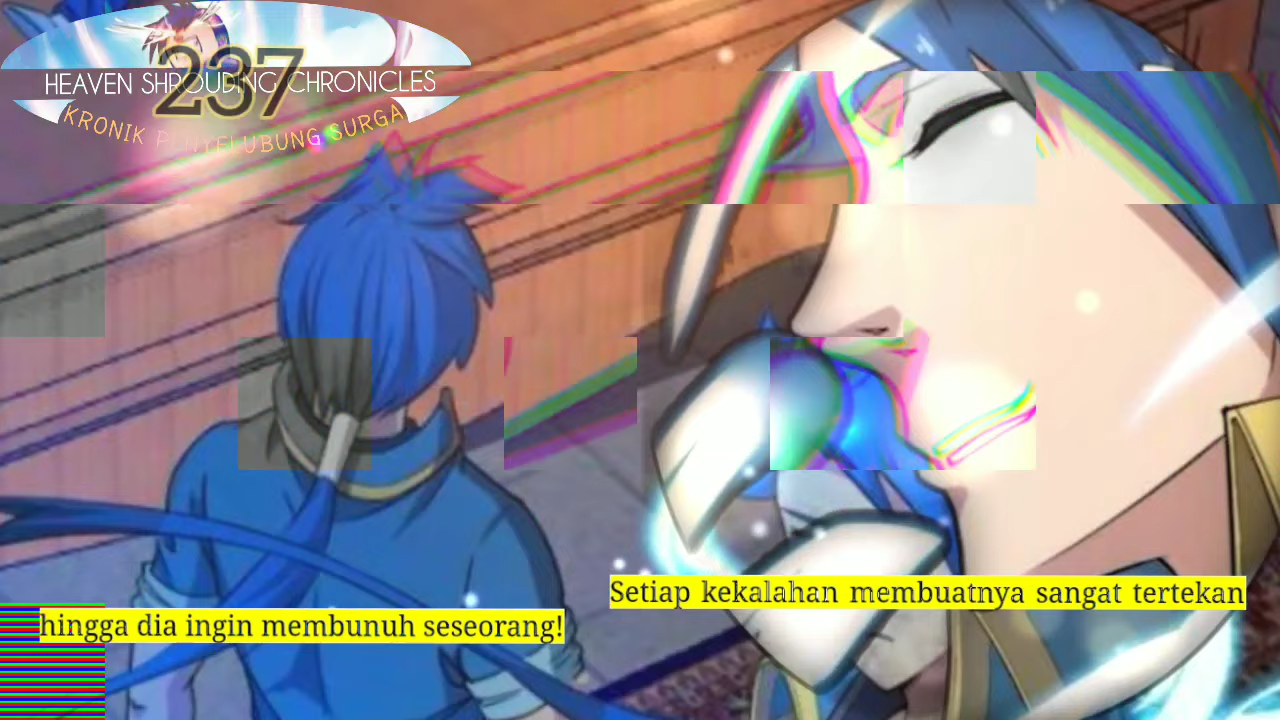 237
HEAVEN SHROUDING CHRONICLES
KRONIK PENYELUBUNG SURGA
Setiap kekalahan membuatnya sangat tertekan
hingga dia ingin membunuh seseorang!